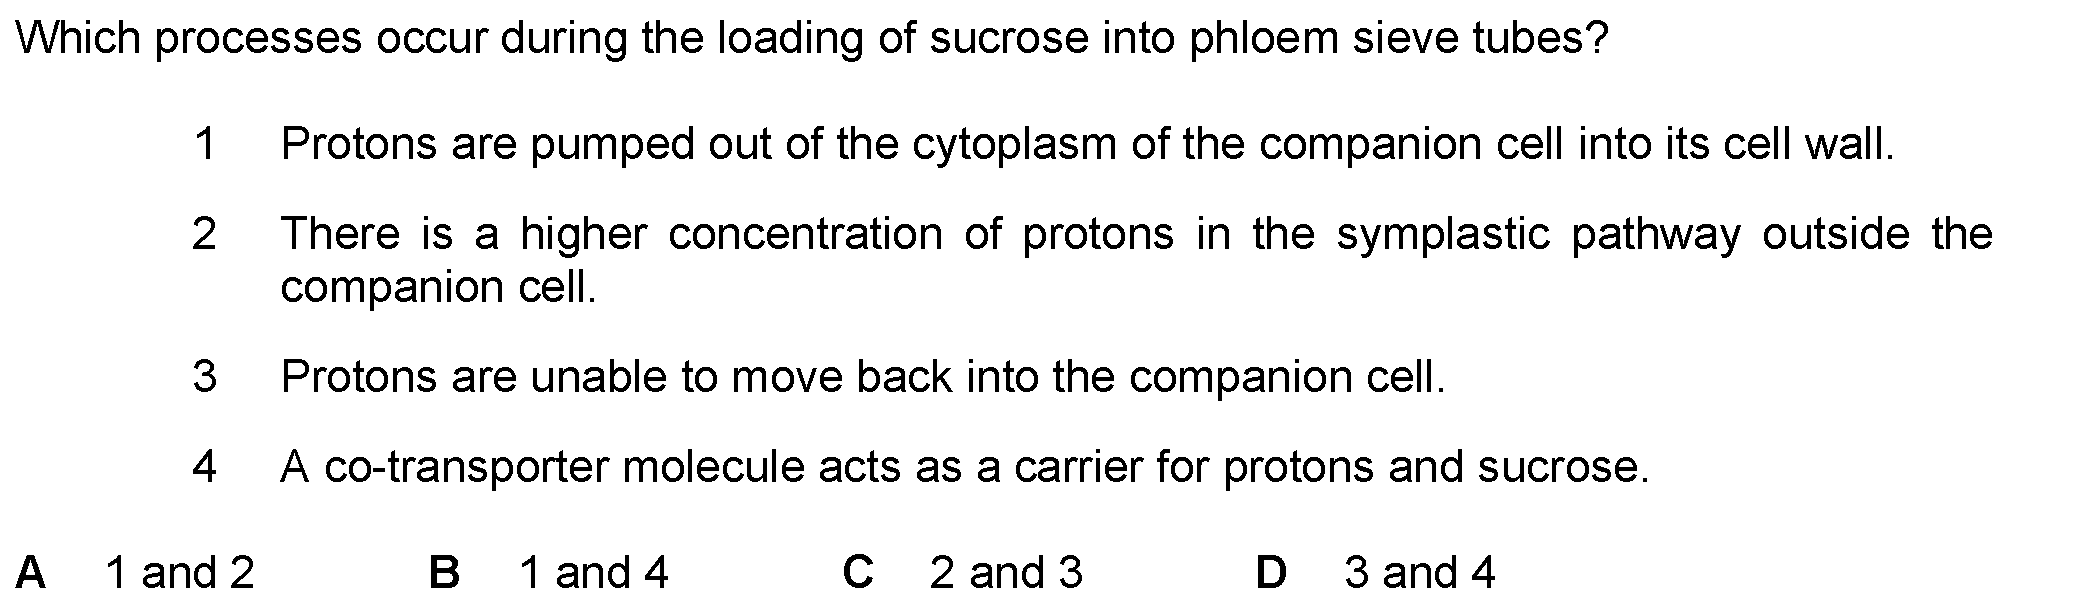 Which processes occur during the loading of sucrose into phloem sieve tubes?
1 Protons are pumped out of the cytoplasm of the companion cell into its cell wall.
2 There is a higher concentration of protons in the symplastic pathway outside the
companion cell.
3 Protons are unable to move back into the companion cell.
4 A co-transporter molecule acts as a carrier for protons and sucrose.
A 1 and 2 B 1 and 4 C 2 and 3 D 3 and 4